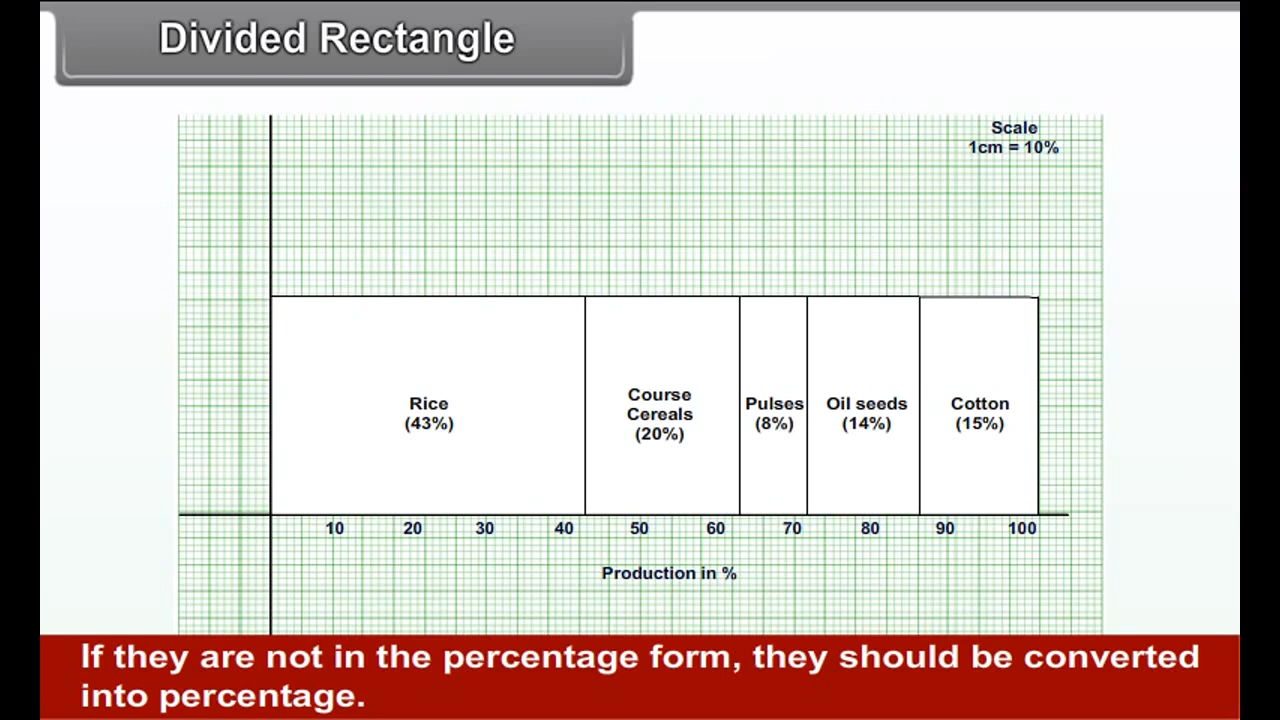 Divided Rectangle
Scale
1cm = 10%
Rice
(43%)
Course
Cereals
(20%)
Pulses
(8%)
Oil seeds
(14%)
Cotton
(15%)
10 20 30 40 50 60 70 80 90 100
Production in %
If they are not in the percentage form, they should be converted
into percentage.